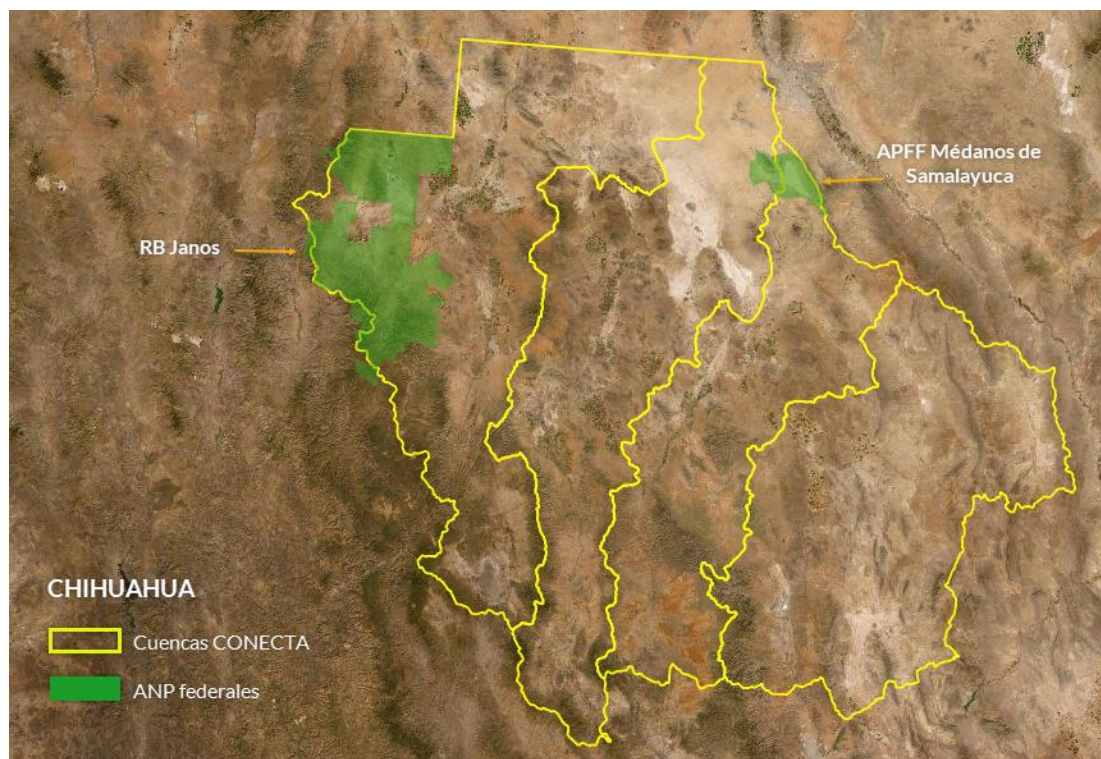 APFF Médanos de
Samalayuca
RB Janos
CHIHUAHUA
Cuencas CONECTA
ANP federales